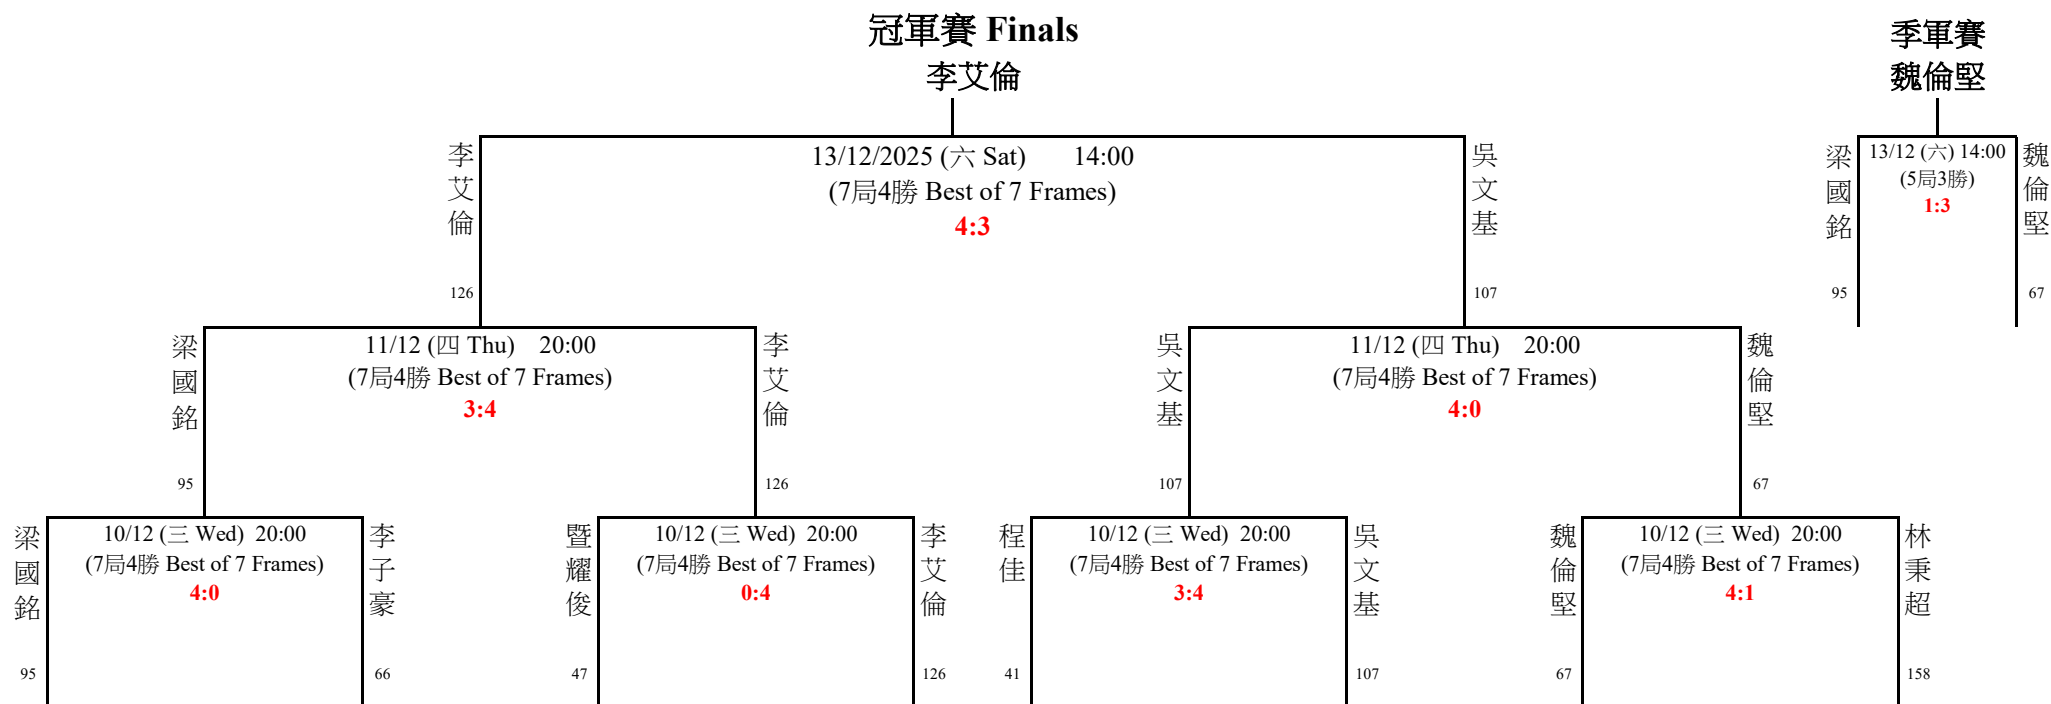 冠軍賽 Finals
李艾倫
季軍賽
魏倫堅
李艾倫
13/12/2025 (六 Sat) 14:00
(7局4勝 Best of 7 Frames)
4:3
吳文基
126
107
梁國銘
13/12 (六) 14:00
(5局3勝)
1:3
魏倫堅
95
67
梁國銘
11/12 (四 Thu) 20:00
(7局4勝 Best of 7 Frames)
3:4
李艾倫
95
126
吳文基
11/12 (四 Thu) 20:00
(7局4勝 Best of 7 Frames)
4:0
魏倫堅
107
67
梁國銘
10/12 (三 Wed) 20:00
(7局4勝 Best of 7 Frames)
4:0
李子豪
95
66
暨耀俊
10/12 (三 Wed) 20:00
(7局4勝 Best of 7 Frames)
0:4
李艾倫
47
126
程佳
10/12 (三 Wed) 20:00
(7局4勝 Best of 7 Frames)
3:4
吳文基
41
107
魏倫堅
10/12 (三 Wed) 20:00
(7局4勝 Best of 7 Frames)
4:1
林秉超
67
158